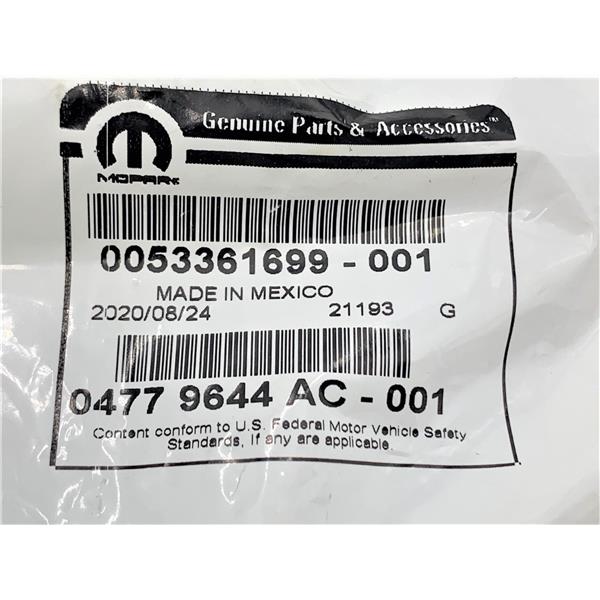 Genuine Parts & Accessories™
MOPAR®
0053361699 - 001
MADE IN MEXICO
2020/08/24 21193 G
0477 9644 AC - 001
Content conform to U.S. Federal Motor Vehicle Safety
Standards, if any are applicable.